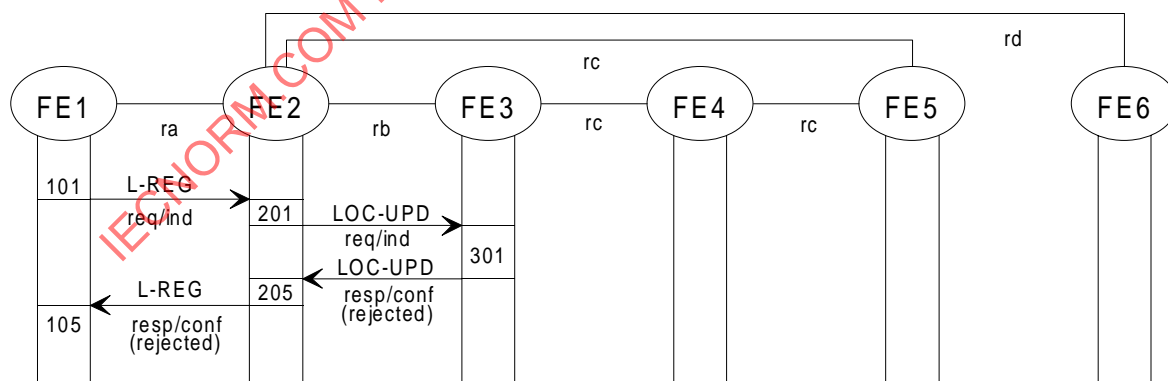 rd
rc
FE1
FE2
FE3
FE4
FE5
FE6
ra
rb
rc
rc
101
L-REG
req/ind
201
LOC-UPD
req/ind
301
LOC-UPD
resp/conf
(rejected)
205
L-REG
resp/conf
(rejected)
105
IECNORM.COM